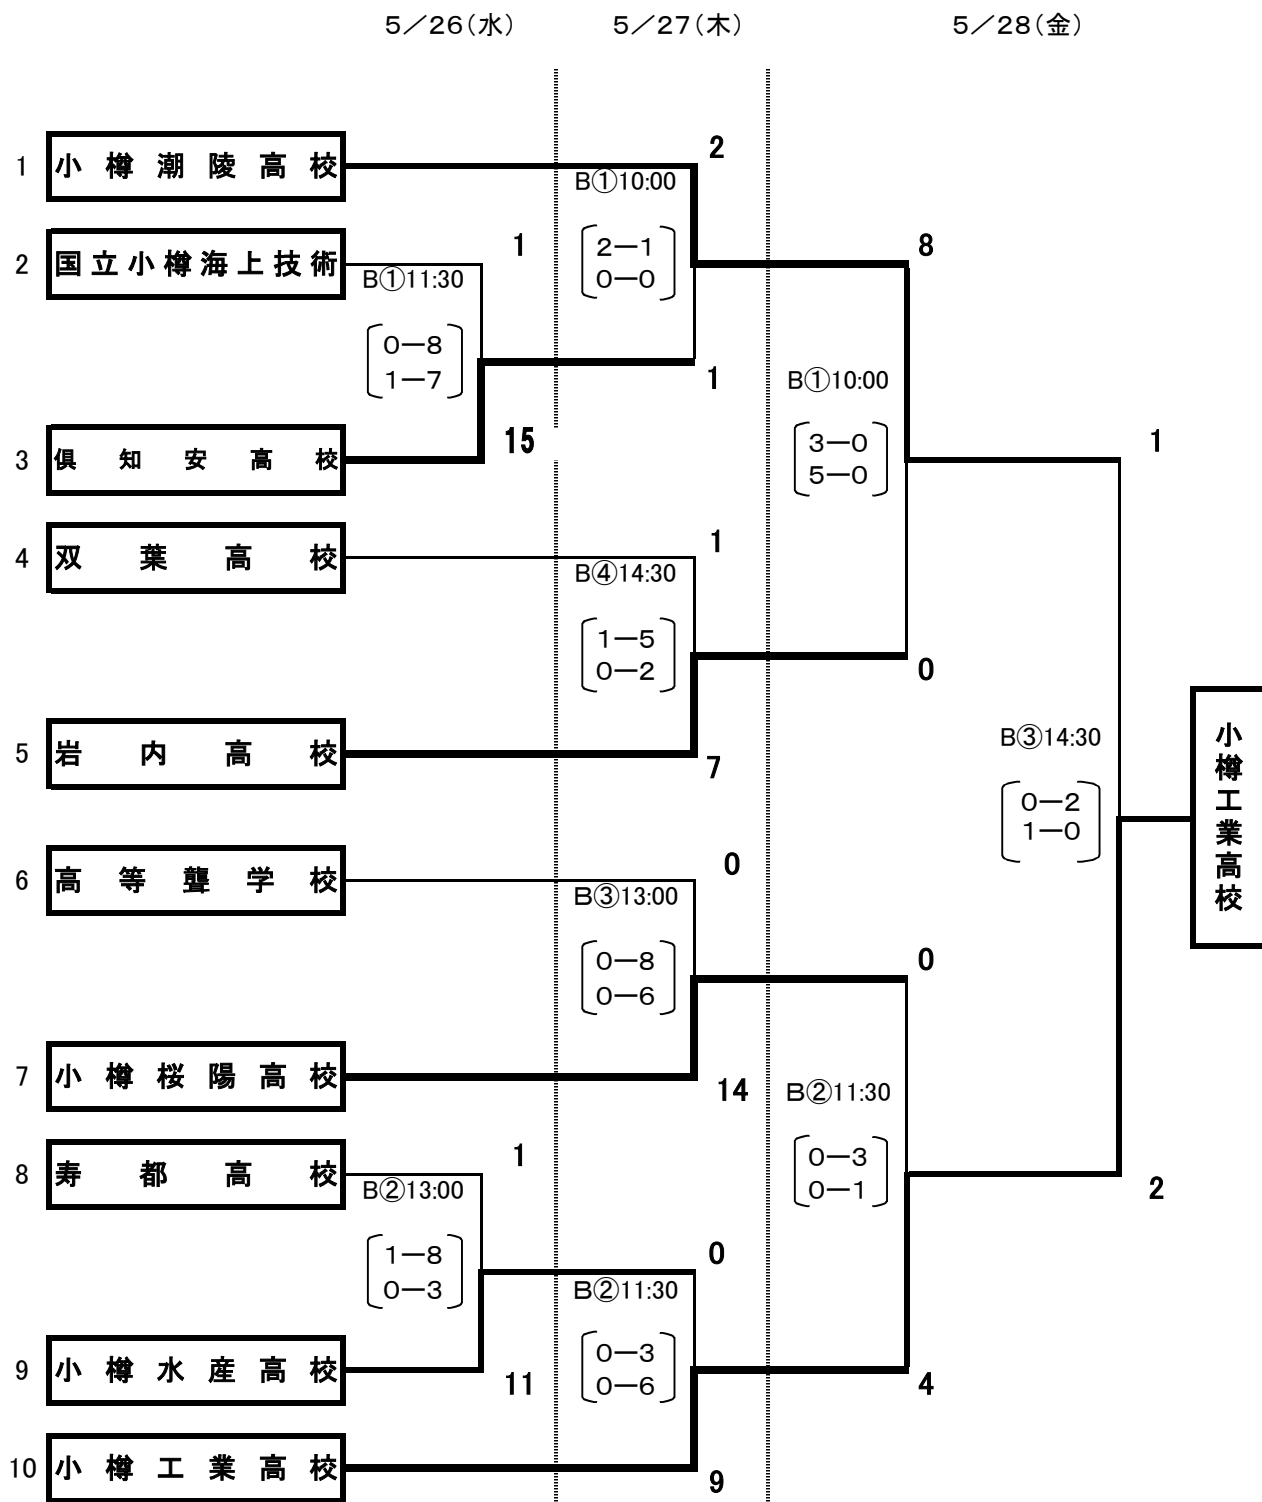 5/26(水) 5/27(木) 5/28(金)
2
1 小樽潮陵高校
B①10:00
2-1
0-0
1
8
2 国立小樽海上技術
B①11:30
0-8
1-7
1
B①10:00
3-0
5-0
15
1
3 倶知安高校
1
4 双葉高校
B④14:30
1-5
0-2
0
5 岩内高校
7
B③14:30
0-2
1-0
小樽工業高校
0
6 高等聾学校
B③13:00
0-8
0-6
0
7 小樽桜陽高校
14
B②11:30
0-3
0-1
1
8 寿都高校
B②13:00
1-8
0-3
2
0
B②11:30
0-3
0-6
9 小樽水産高校
11
4
10 小樽工業高校
9